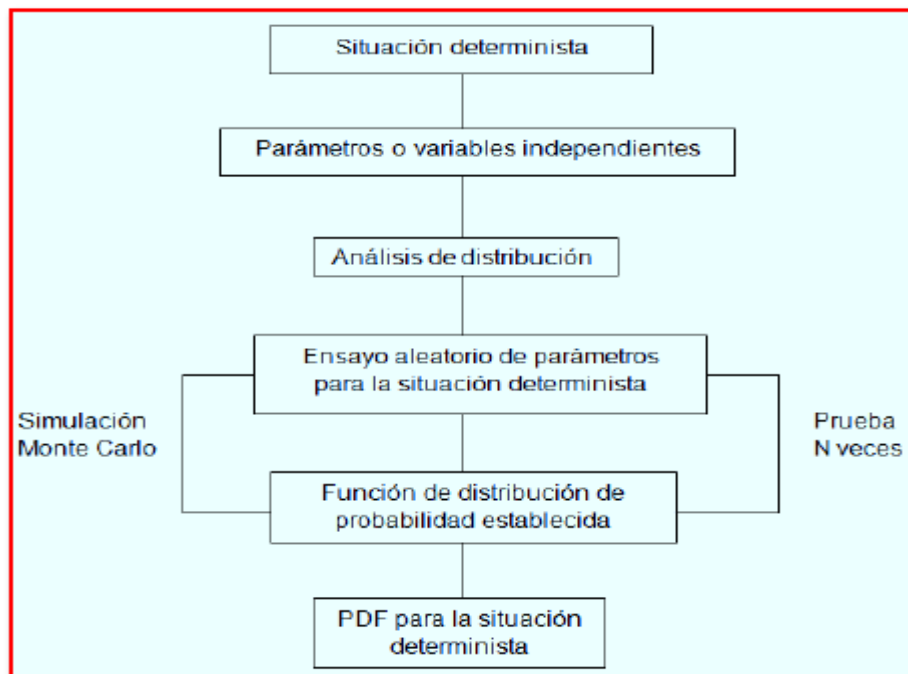 Situación determinista
Parámetros o variables independientes
Análisis de distribución
Ensayo aleatorio de parámetros
para la situación determinista
Simulación
Monte Carlo
Prueba
N veces
Función de distribución de
probabilidad establecida
PDF para la situación
determinista